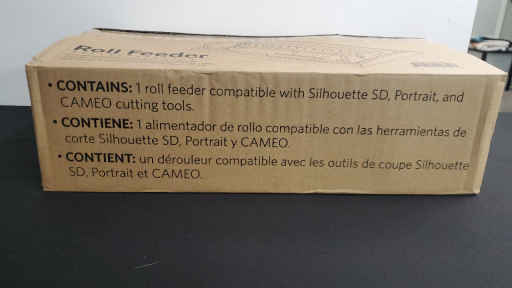 Roll Feeder
• CONTAINS: 1 roll feeder compatible with Silhouette SD, Portrait, and
CAMEO cutting tools.
• CONTIENE: 1 alimentador de rollo compatible con las herramientas de
corte Silhouette SD, Portrait y CAMEO.
• CONTIENT: un dérouleur compatible avec les outils de coupe Silhouette
SD, Portrait et CAMEO.